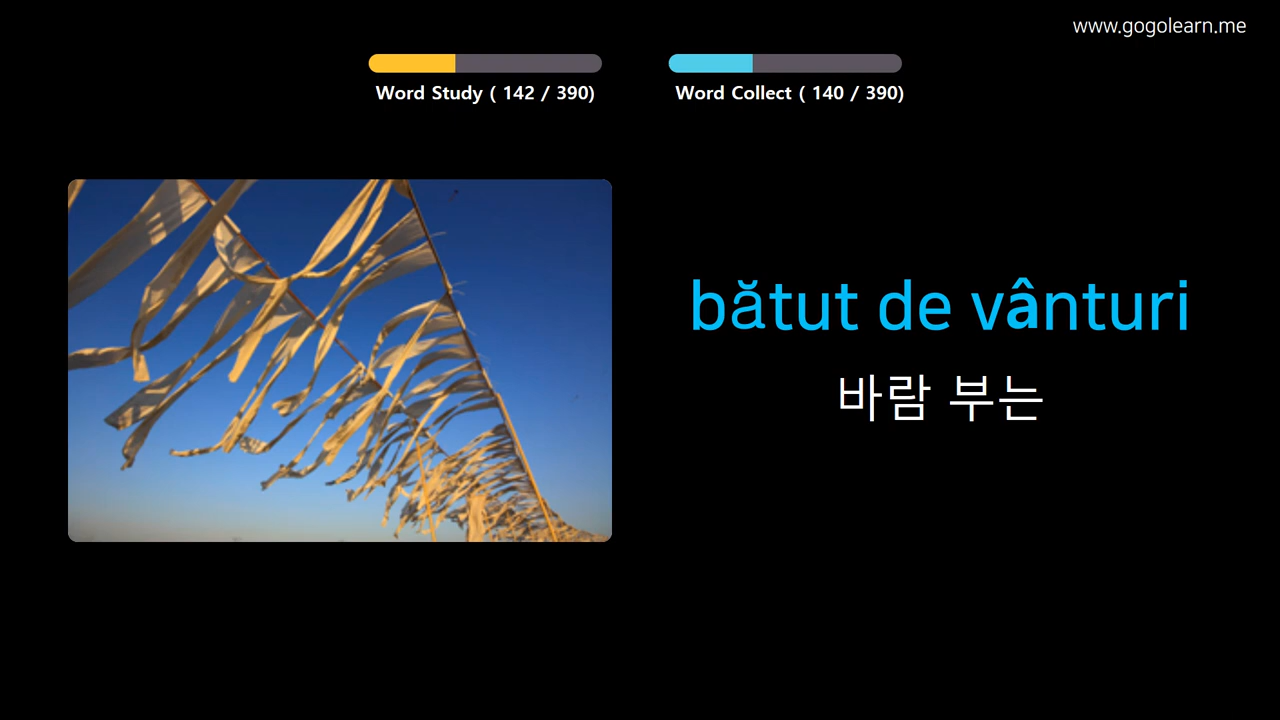 www.gogolearn.me
Word Study ( 142 / 390)
Word Collect ( 140 / 390)
bătut de vânturi
바람 부는